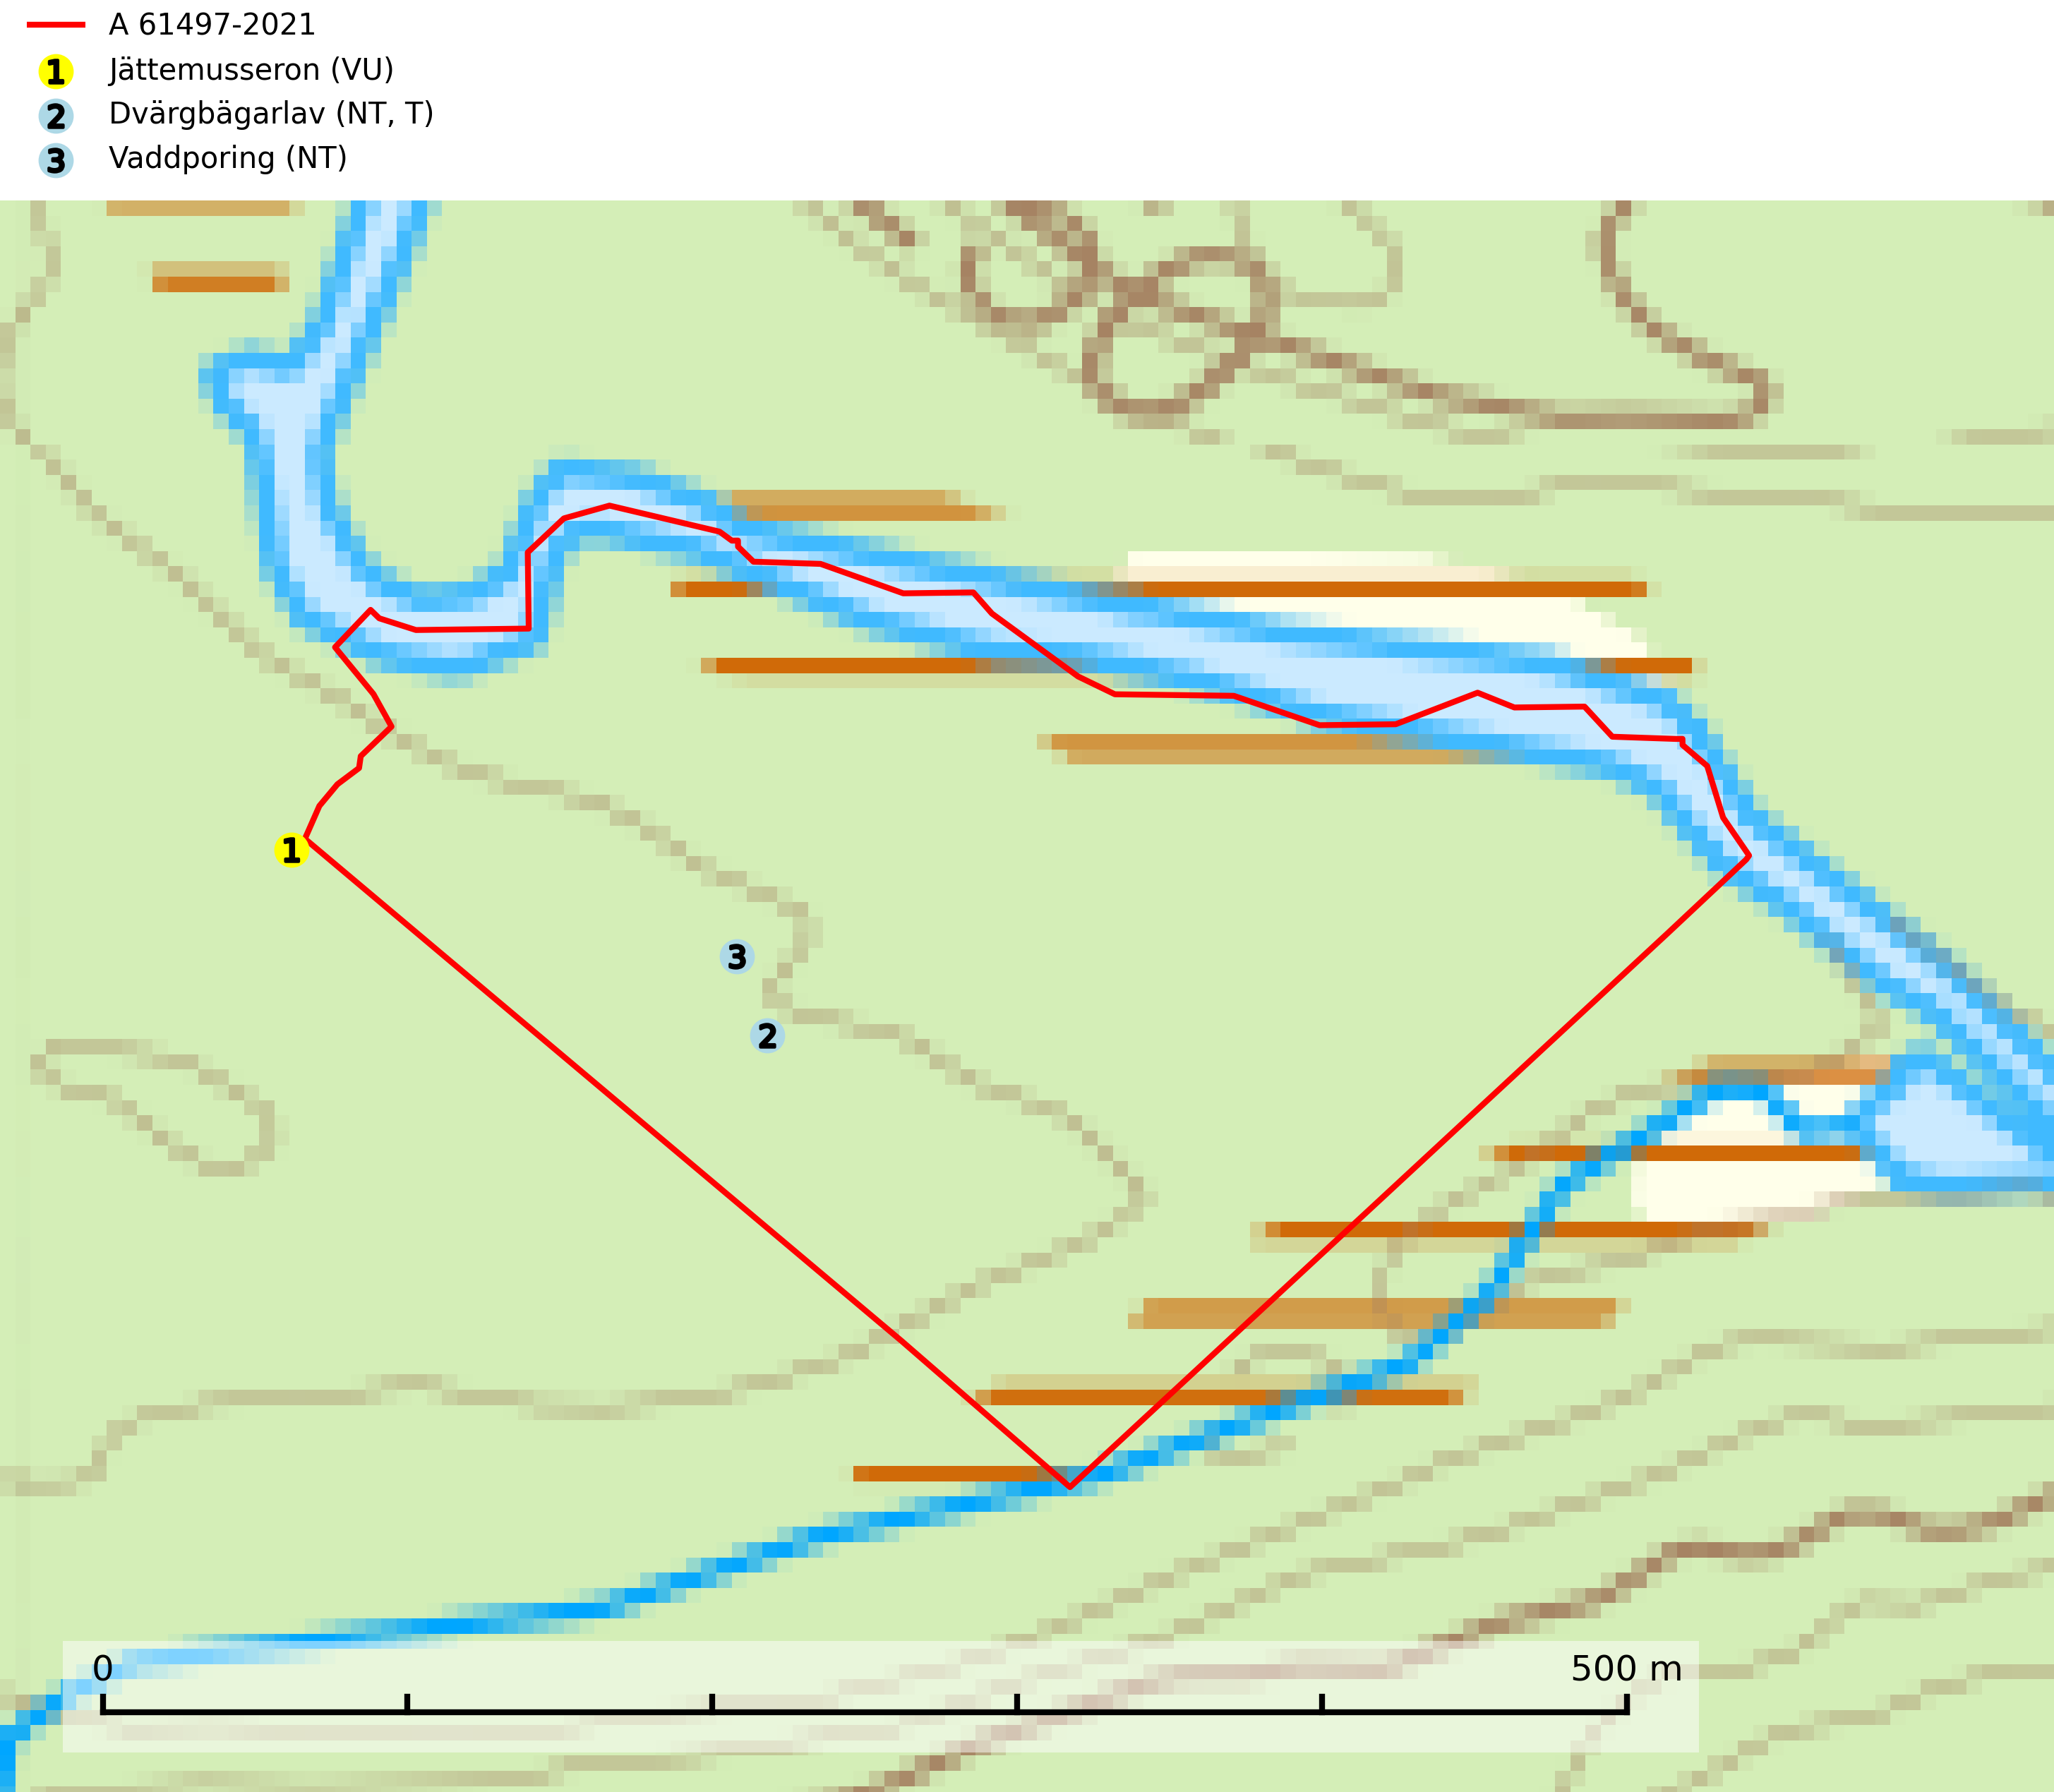 A 61497-2021
1 Jättemusseron (VU)
2 Dvärgbägarlav (NT, T)
3 Vaddporing (NT)
1
3
2
0 500 m